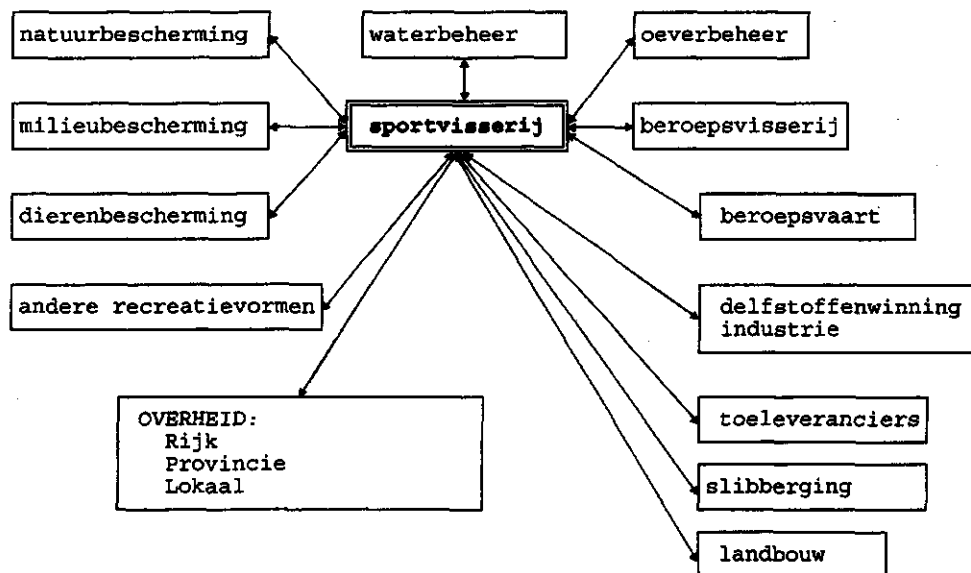 natuurbescherming
waterbeheer
oeverbeheer
milieubescherming
sportvisserij
beroepsvisserij
dierenbescherming
beroepsvaart
andere recreatievormen
delfstoffenwinning
industrie
OVERHEID:
Rijk
Provincie
Lokaal
toeleveranciers
slibberging
landbouw